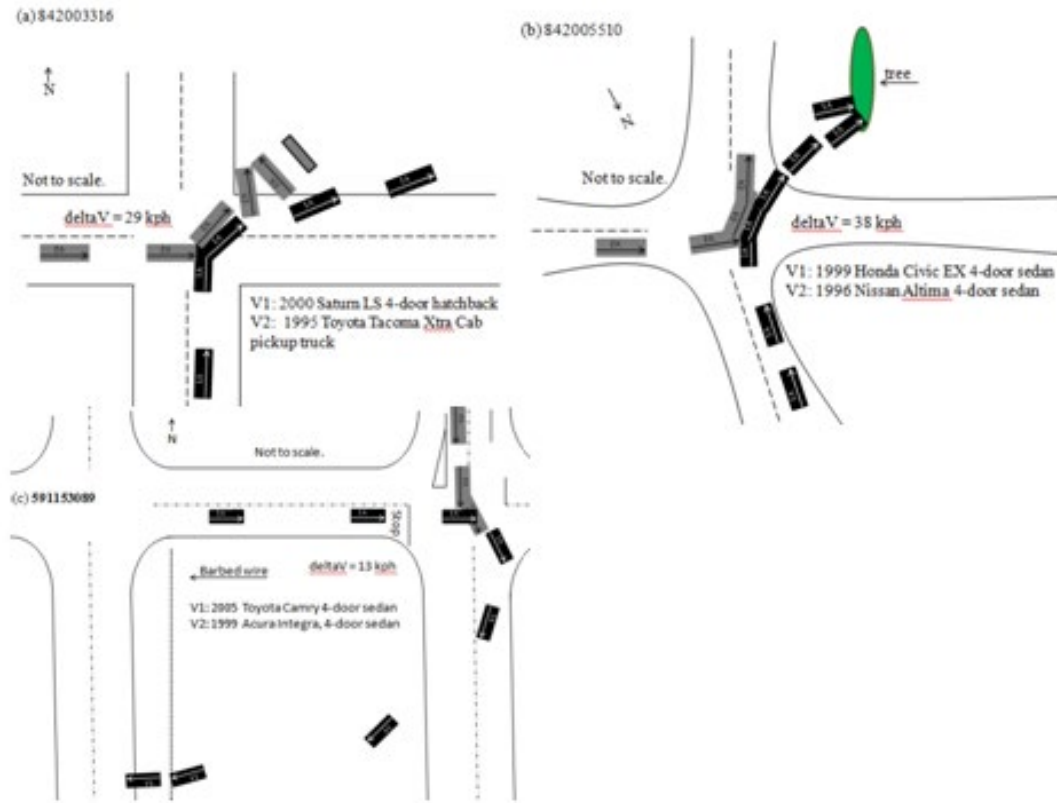 (a) 842003316
N
Not to scale.
deltaV = 29 kph
V1: 2000 Saturn LS 4-door hatchback
V2: 1995 Toyota Tacoma Xtra Cab
pickup truck
(b) 842005510
tree
N
Not to scale.
deltaV = 38 kph
V1: 1999 Honda Civic EX 4-door sedan
V2: 1996 Nissan Altima 4-door sedan
N
Not to scale.
(c) 591153089
Stop
Barbed wire
deltaV = 13 kph
V1: 2005 Toyota Camry 4-door sedan
V2: 1999 Acura Integra, 4-door sedan